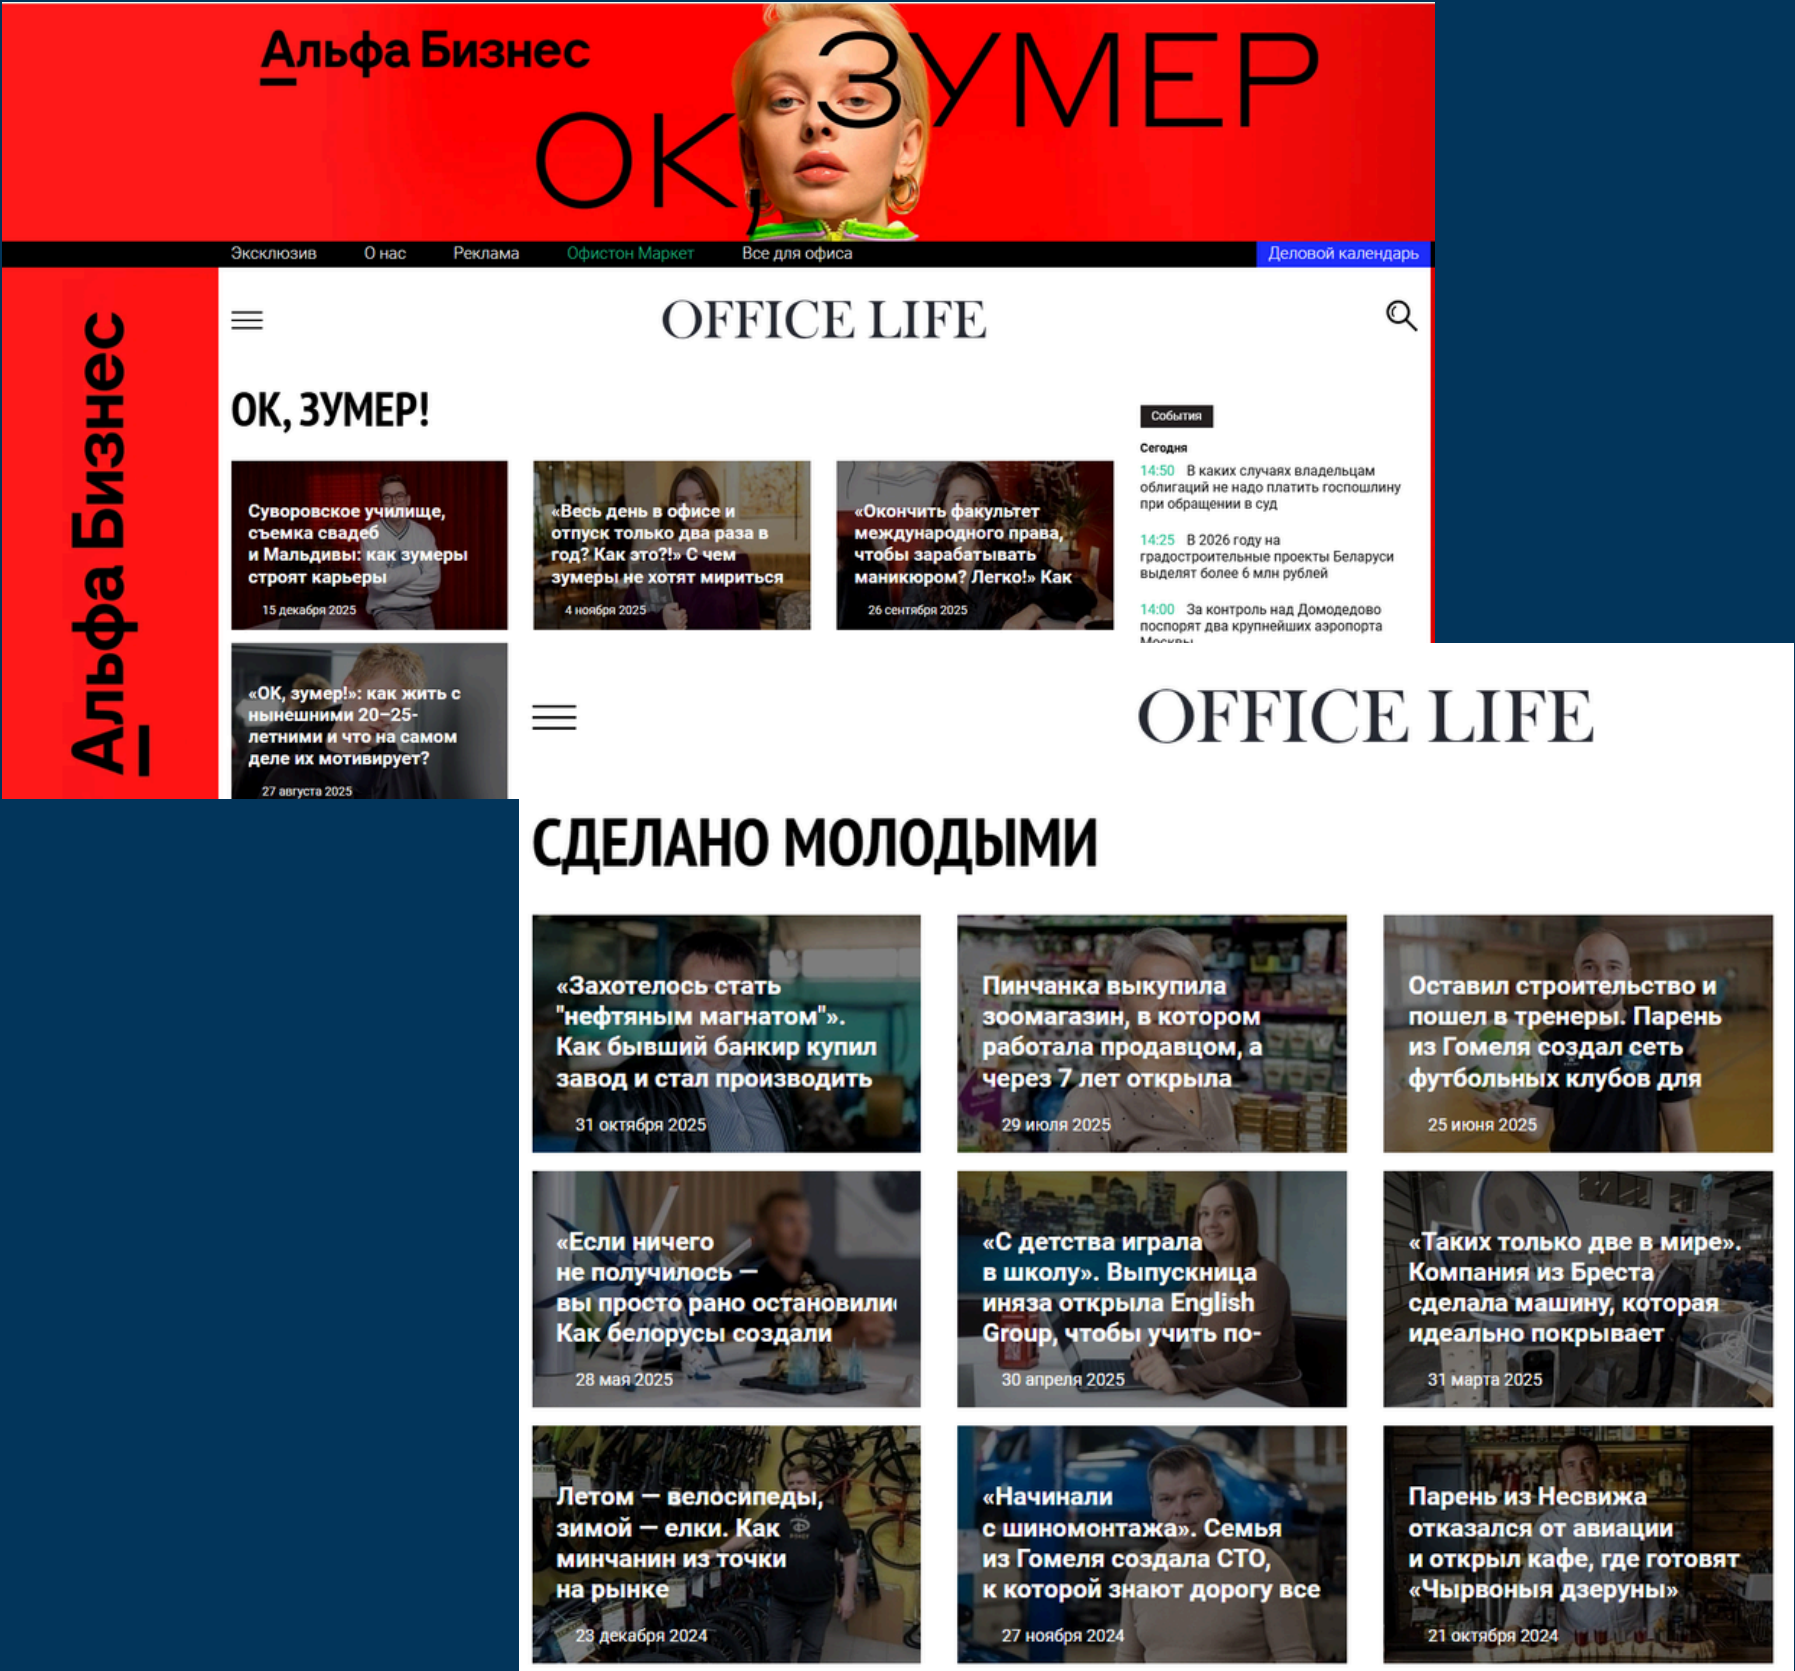 Альфа Бизнес
ОК, ЗУМЕР
Эксклюзив
О нас
Реклама
Офистон Маркет
Все для офиса
Деловой календарь
Альфа Бизнес
OFFICE LIFE
ОК, ЗУМЕР!
Суворовское училище,
съемка свадеб
и Мальдивы: как зумеры
строят карьеры
15 декабря 2025
«Весь день в офисе и
отпуск только два раза в
год? Как это?!» С чем
зумеры не хотят мириться
4 ноября 2025
«Окончить факультет
международного права,
чтобы зарабатывать
маникюром? Легко!» Как
26 сентября 2025
«ОК, зумер!»: как жить с
нынешними 20–25-
летними и что на самом
деле их мотивирует?
27 августа 2025
События
Сегодня
14:50 В каких случаях владельцам
облигаций не надо платить госпошлину
при обращении в суд
14:25 В 2026 году на
градостроительные проекты Беларуси
выделят более 6 млн рублей
14:00 За контроль над Домодедово
поспорят два крупнейших аэропорта
Москвы
OFFICE LIFE
СДЕЛАНО МОЛОДЫМИ
«Захотелось стать
"нефтяным магнатом"».
Как бывший банкир купил
завод и стал производить
31 октября 2025
Пинчанка выкупила
зоомагазин, в котором
работала продавцом, а
через 7 лет открыла
29 июля 2025
Оставил строительство и
пошел в тренеры. Парень
из Гомеля создал сеть
футбольных клубов для
25 июня 2025
«Если ничего
не получилось —
вы просто рано остановили
Как белорусы создали
28 мая 2025
«С детства играла
в школу». Выпускница
иняза открыла English
Group, чтобы учить по-
30 апреля 2025
«Таких только две в мире».
Компания из Бреста
сделала машину, которая
идеально покрывает
31 марта 2025
Летом — велосипеды,
зимой — елки. Как
минчанин из точки
на рынке
23 декабря 2024
«Начинали
с шиномонтажа». Семья
из Гомеля создала СТО,
к которой знают дорогу все
27 ноября 2024
Парень из Несвижа
отказался от авиации
и открыл кафе, где готовят
«Чырвоныя дзеруны»
21 октября 2024